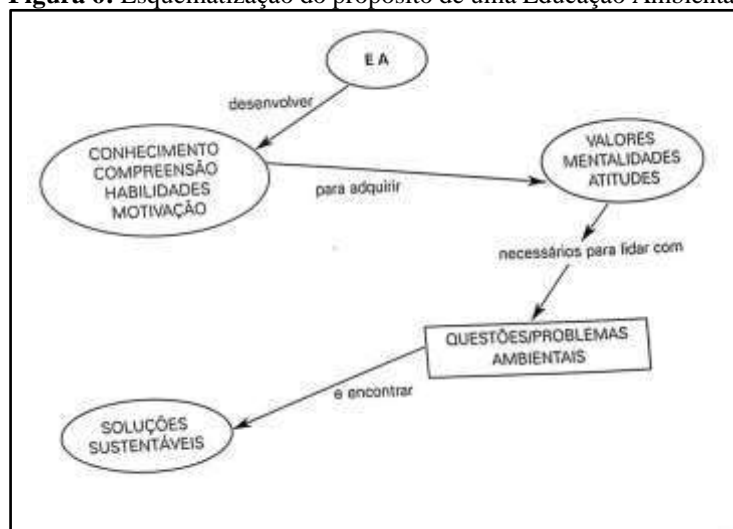 Figura 6: Esquematização do propósito de uma Educação Ambiental
E A
desenvolver
CONHECIMENTO
COMPREENSÃO
HABILIDADES
MOTIVAÇÃO
para adquirir
VALORES
MENTALIDADES
ATITUDES
necessários para lidar com
QUESTÕES/PROBLEMAS
AMBIENTAIS
e encontrar
SOLUÇÕES
SUSTENTÁVEIS